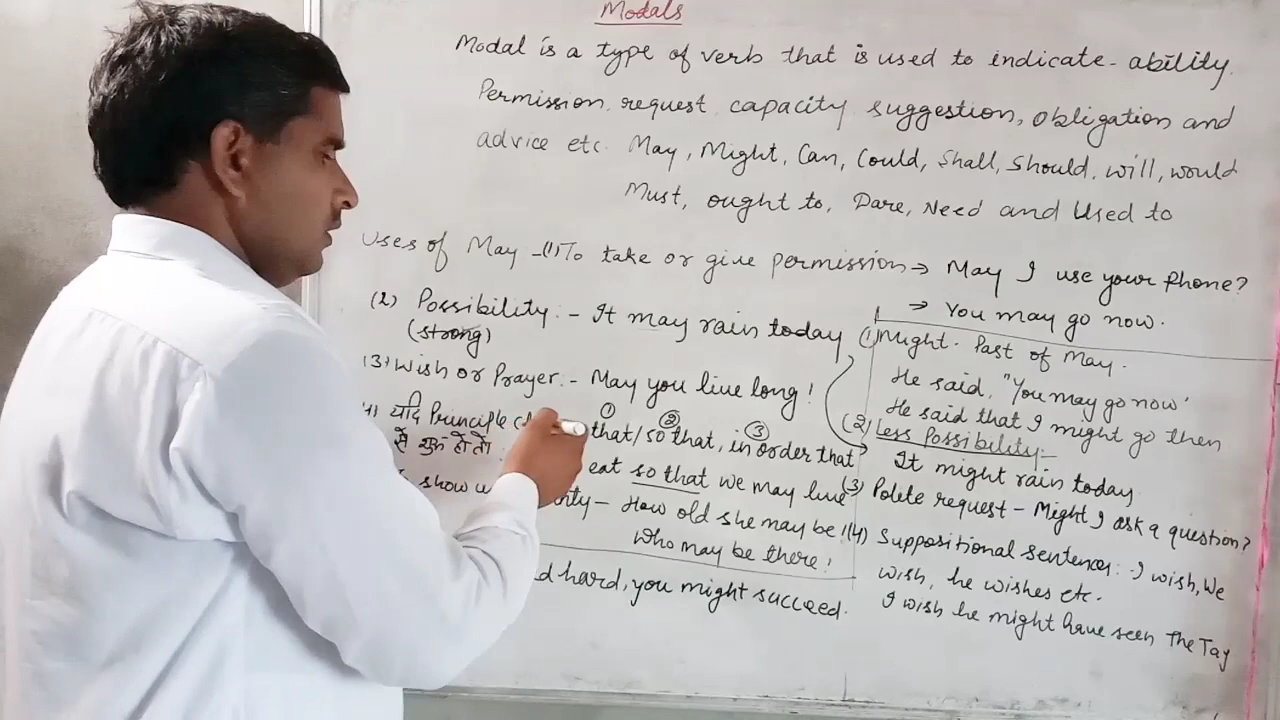 Modals
Modal is a type of verb that is used to indicate - ability.
Permission, request, capacity, suggestion, obligation and
advice etc. May, Might, Can, Could, Shall, Should, will, would
Must, ought to, Dare, Need and Used to
Uses of May - (1) To take or give permission → May I use your Phone?
→ You may go now.
(2) Possibility:- It may rain today
(strong)
(3) Wish or Prayer:- May you live long!
(4) यदि Principle that/so that, in order that
से शुरू हो तो
eat so that we may live
show How old she may be!
Who may be there!
(1) Might - Past of May.
He said, "You may go now'
He said that I might go then
(2) Less Possibility:-
It might rain today
(3) Polite request - Might I ask a question?
(4) Suppositional sentences:- I wish, We
wish, he wishes etc.
I wish he might have seen The Taj
hard, you might succeed.